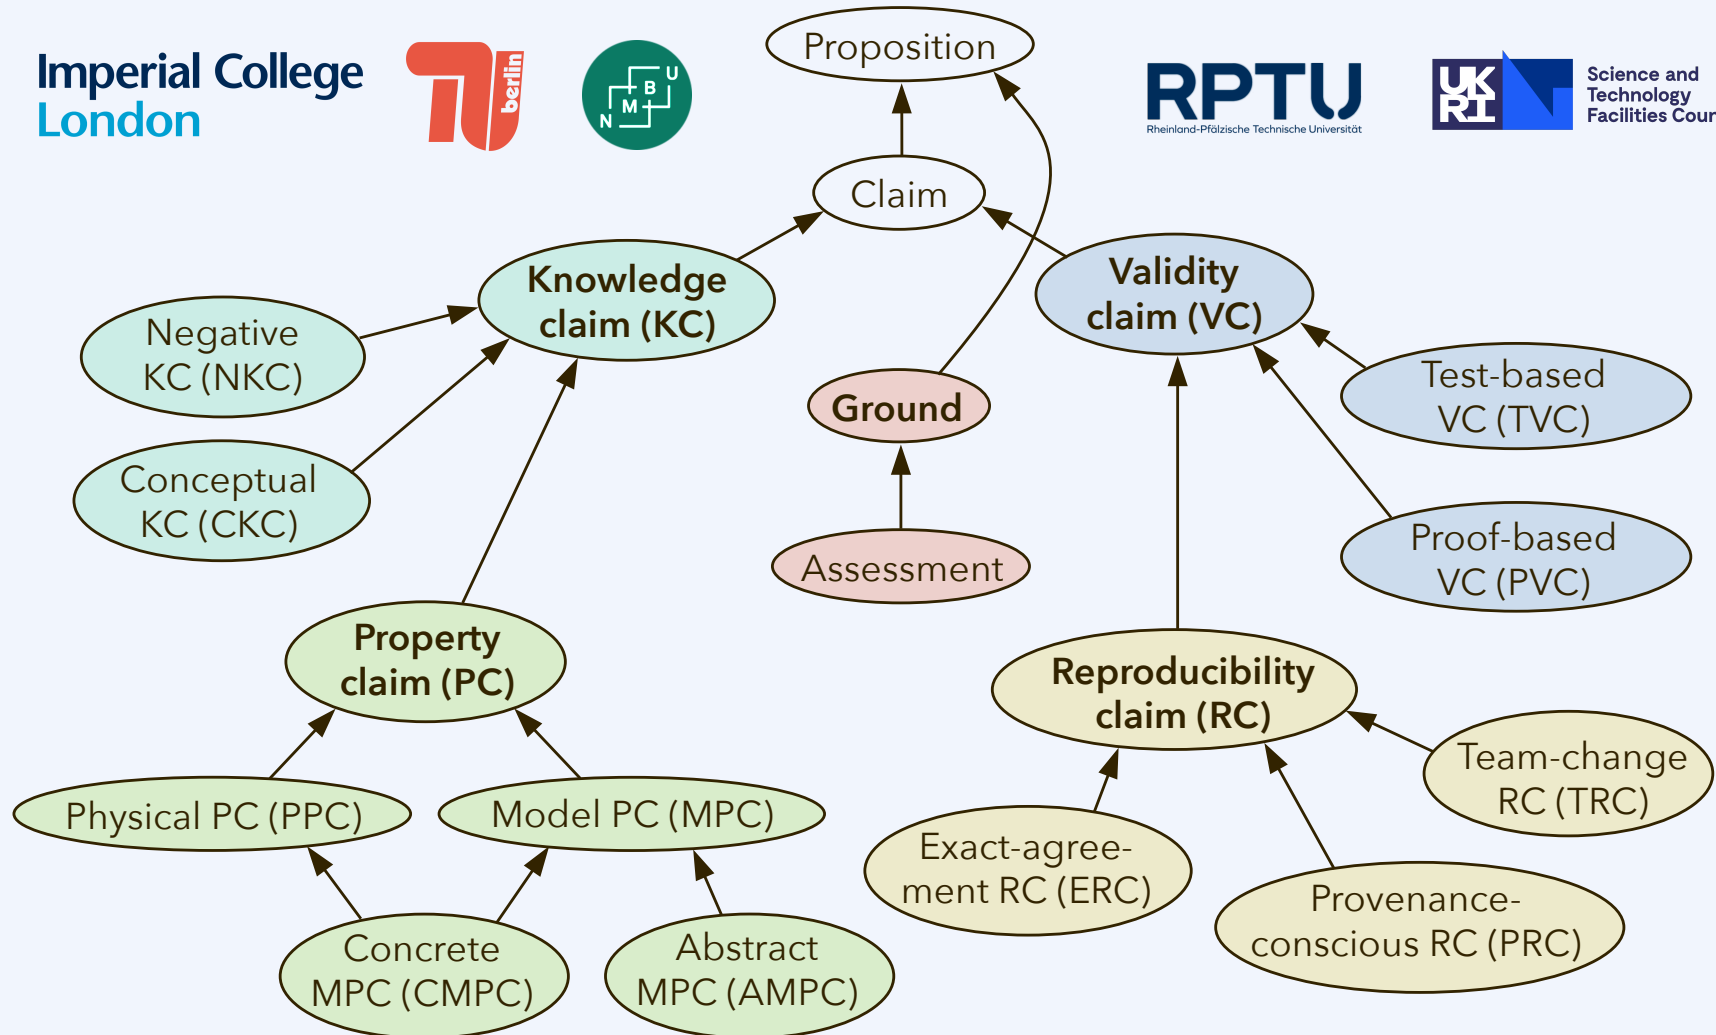 Imperial College
London
berlin
N M B U
RPTU
Rheinland-Pfälzische Technische Universität
UK
RI
Science and
Technology
Facilities Coun
Proposition
Claim
Knowledge
claim (KC)
Validity
claim (VC)
Negative
KC (NKC)
Conceptual
KC (CKC)
Ground
Assessment
Test-based
VC (TVC)
Proof-based
VC (PVC)
Property
claim (PC)
Reproducibility
claim (RC)
Physical PC (PPC)
Model PC (MPC)
Team-change
RC (TRC)
Exact-agree-
ment RC (ERC)
Provenance-
conscious RC (PRC)
Concrete
MPC (CMPC)
Abstract
MPC (AMPC)